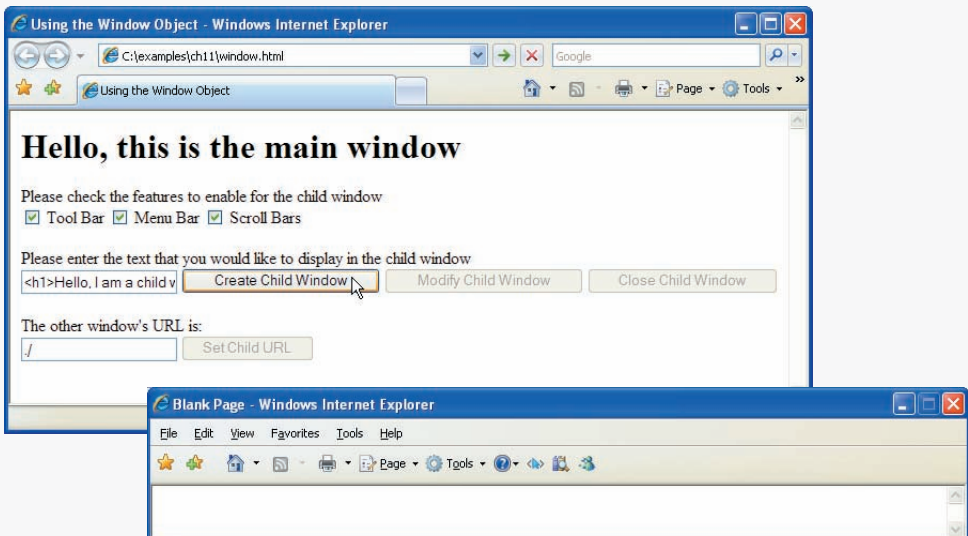 Using the Window Object - Windows Internet Explorer
C:\examples\ch11\window.html
Google
Using the Window Object
Page
Tools
Hello, this is the main window
Please check the features to enable for the child window
Tool Bar Menu Bar Scroll Bars
Please enter the text that you would like to display in the child window
<h1>Hello, I am a child Create Child Window Modify Child Window Close Child Window
The other window's URL is:
./ Set Child URL
Blank Page - Windows Internet Explorer
File Edit View Favorites Tools Help
Page Tools